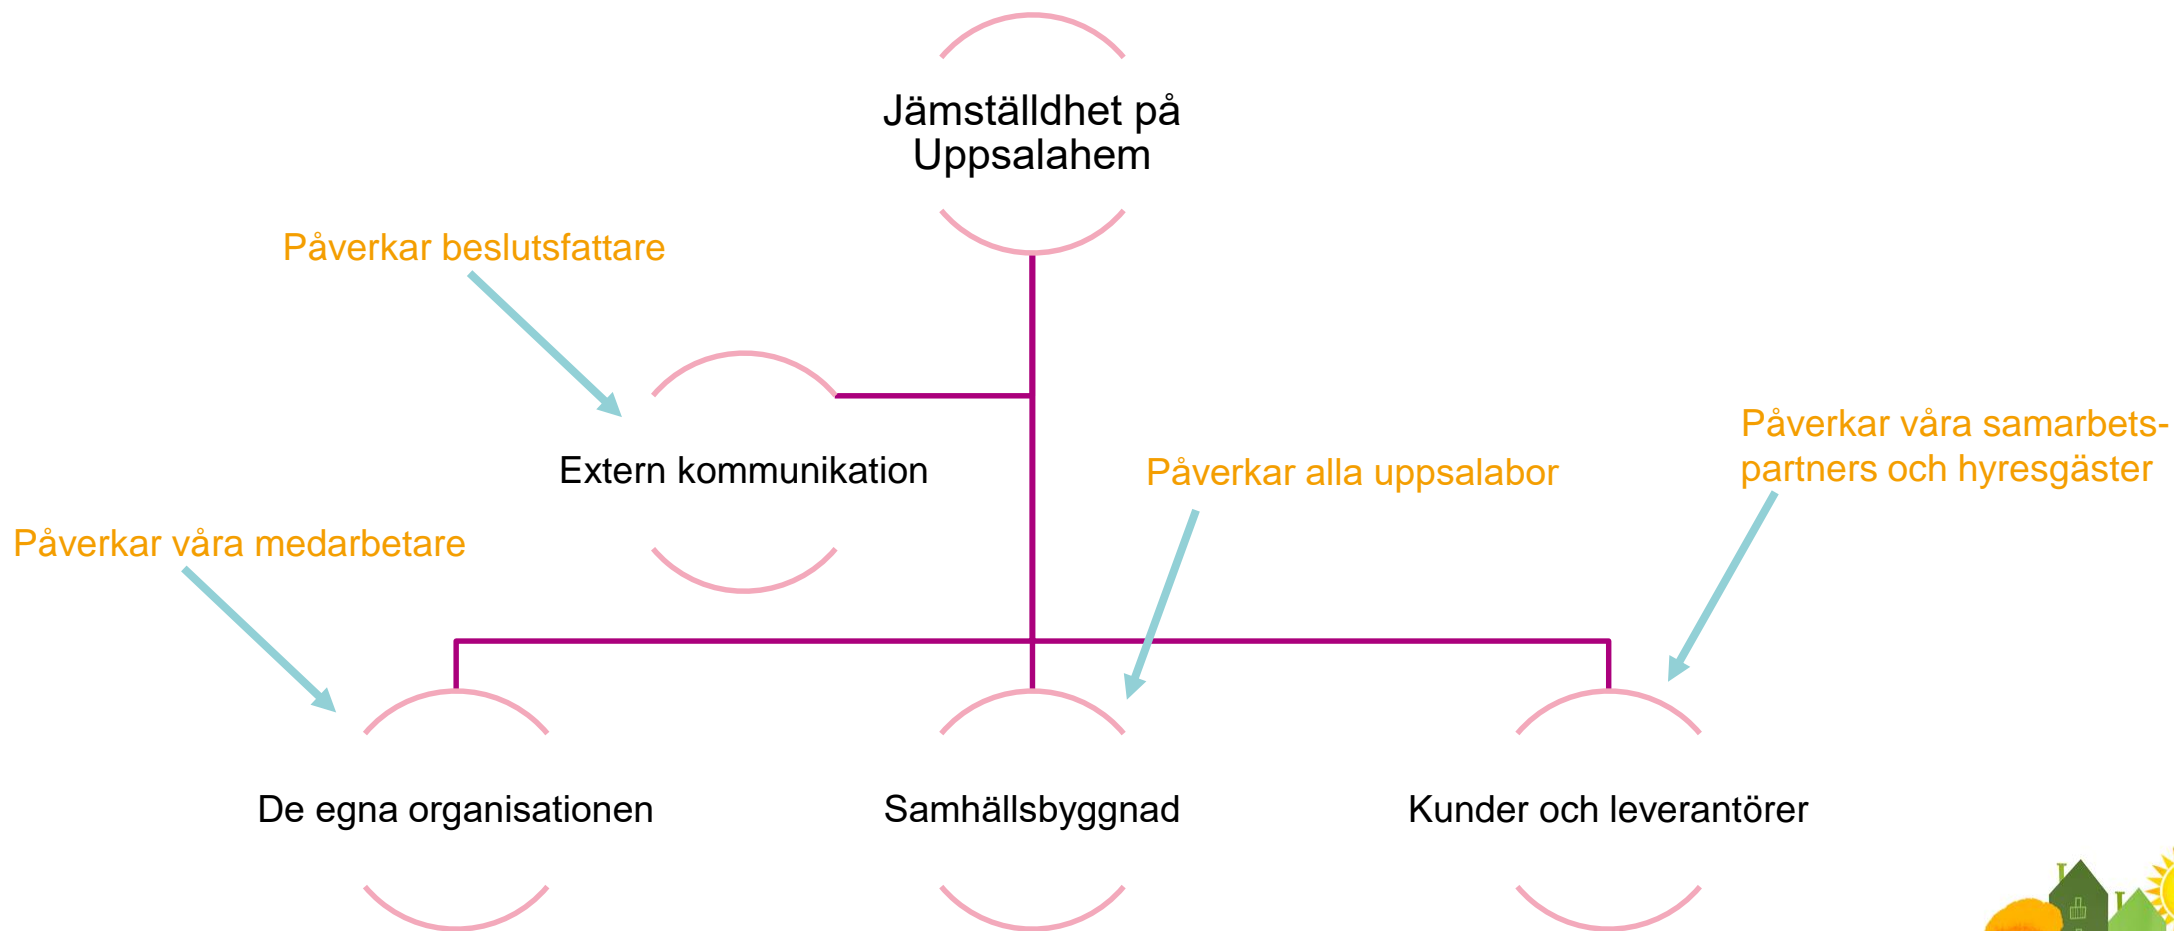 Jämställdhet på
Uppsalahem
Påverkar beslutsfattare
Påverkar våra samarbets-
partners och hyresgäster
Extern kommunikation
Påverkar alla uppsalabor
Påverkar våra medarbetare
De egna organisationen
Samhällsbyggnad
Kunder och leverantörer